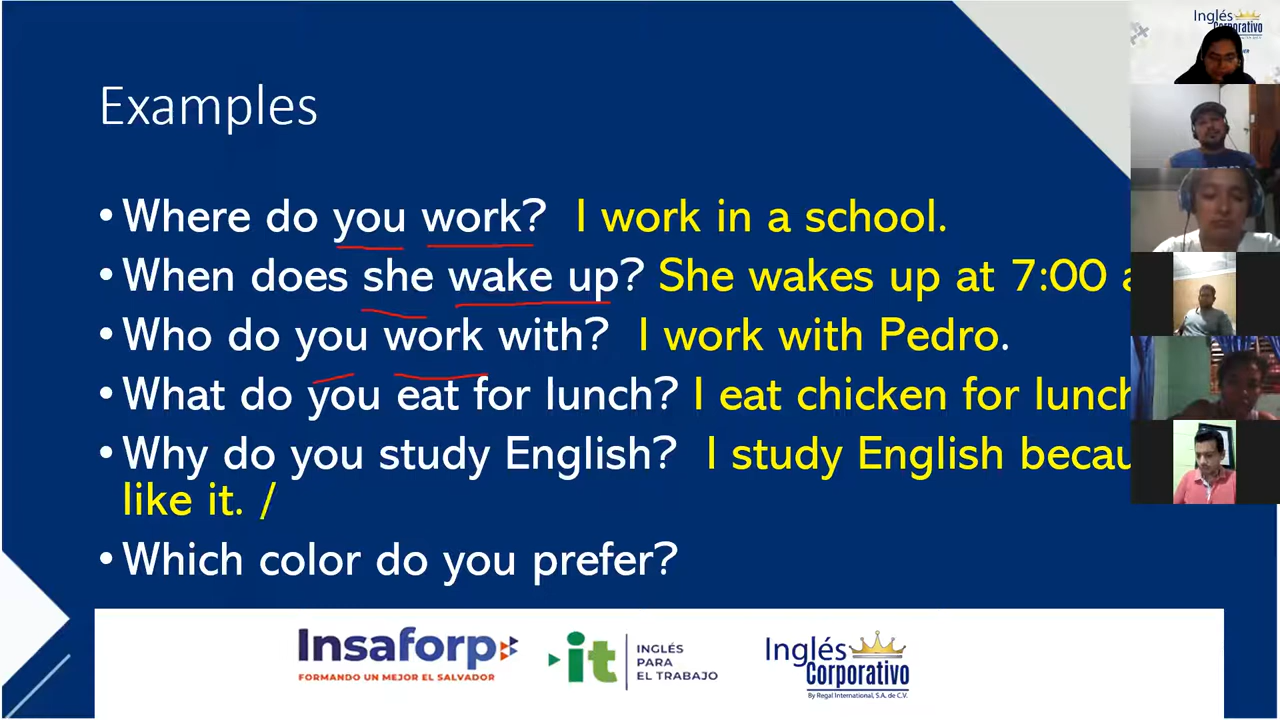 Examples
• Where do you work? I work in a school.
• When does she wake up? She wakes up at 7:00
• Who do you work with? I work with Pedro.
• What do you eat for lunch? I eat chicken for lunch
• Why do you study English? I study English becau
like it. /
• Which color do you prefer?
Insaforp
FORMANDO UN MEJOR EL SALVADOR
it
INGLÉS
PARA
EL TRABAJO
Inglés
Corporativo
By Regal International, S.A. de C.V.
Inglés
Corporativo